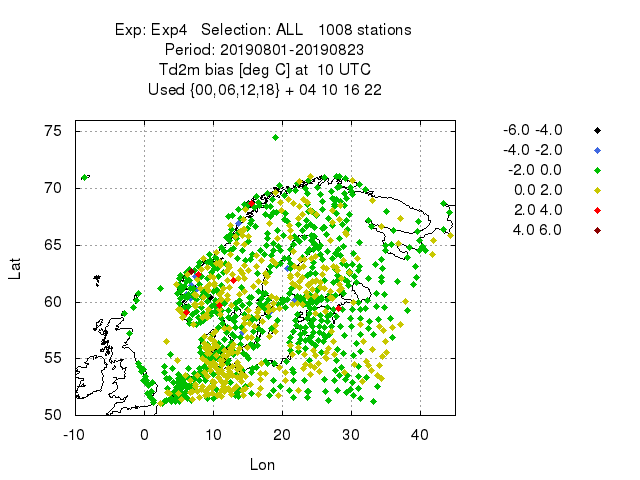 Exp: Exp4 Selection: ALL 1008 stations
Period: 20190801-20190823
Td2m bias [deg C] at 10 UTC
Used {00,06,12,18} + 04 10 16 22
75
70
65
60
55
50
-10 0 10 20 30 40
Lat
Lon
-6.0 -4.0
-4.0 -2.0
-2.0 0.0
0.0 2.0
2.0 4.0
4.0 6.0